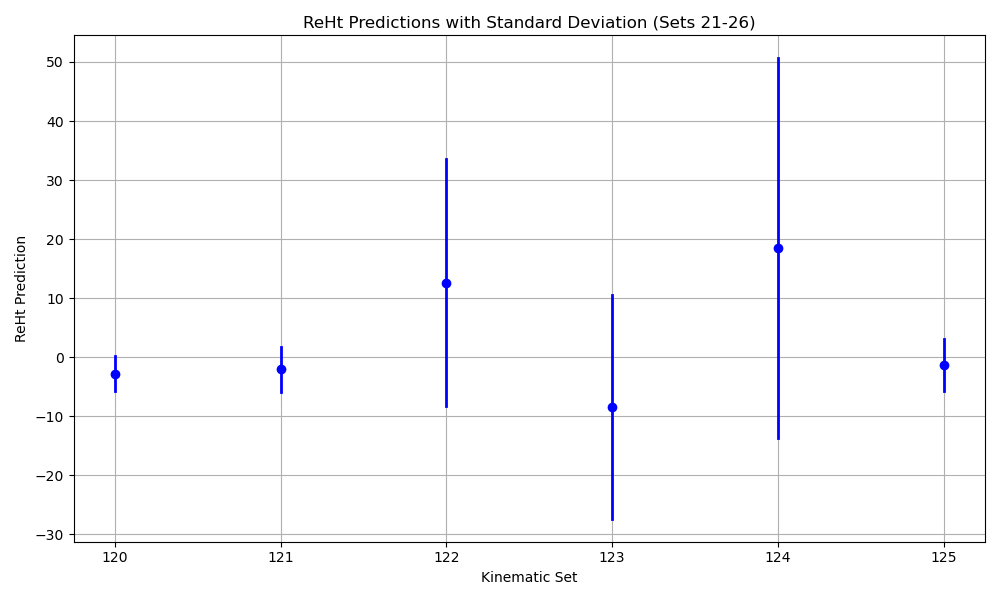 ReHt Predictions with Standard Deviation (Sets 21-26)
ReHt Prediction
50
40
30
20
10
0
−10
−20
−30
120 121 122 123 124 125
Kinematic Set